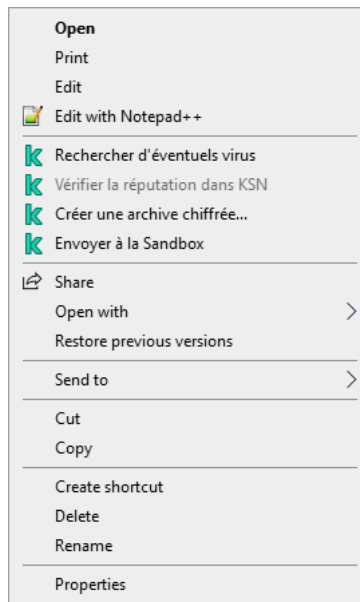 Open
Print
Edit
Edit with Notepad++
Rechercher d'éventuels virus
Vérifier la réputation dans KSN
Créer une archive chiffrée...
Envoyer à la Sandbox
Share
Open with
Restore previous versions
Send to
Cut
Copy
Create shortcut
Delete
Rename
Properties